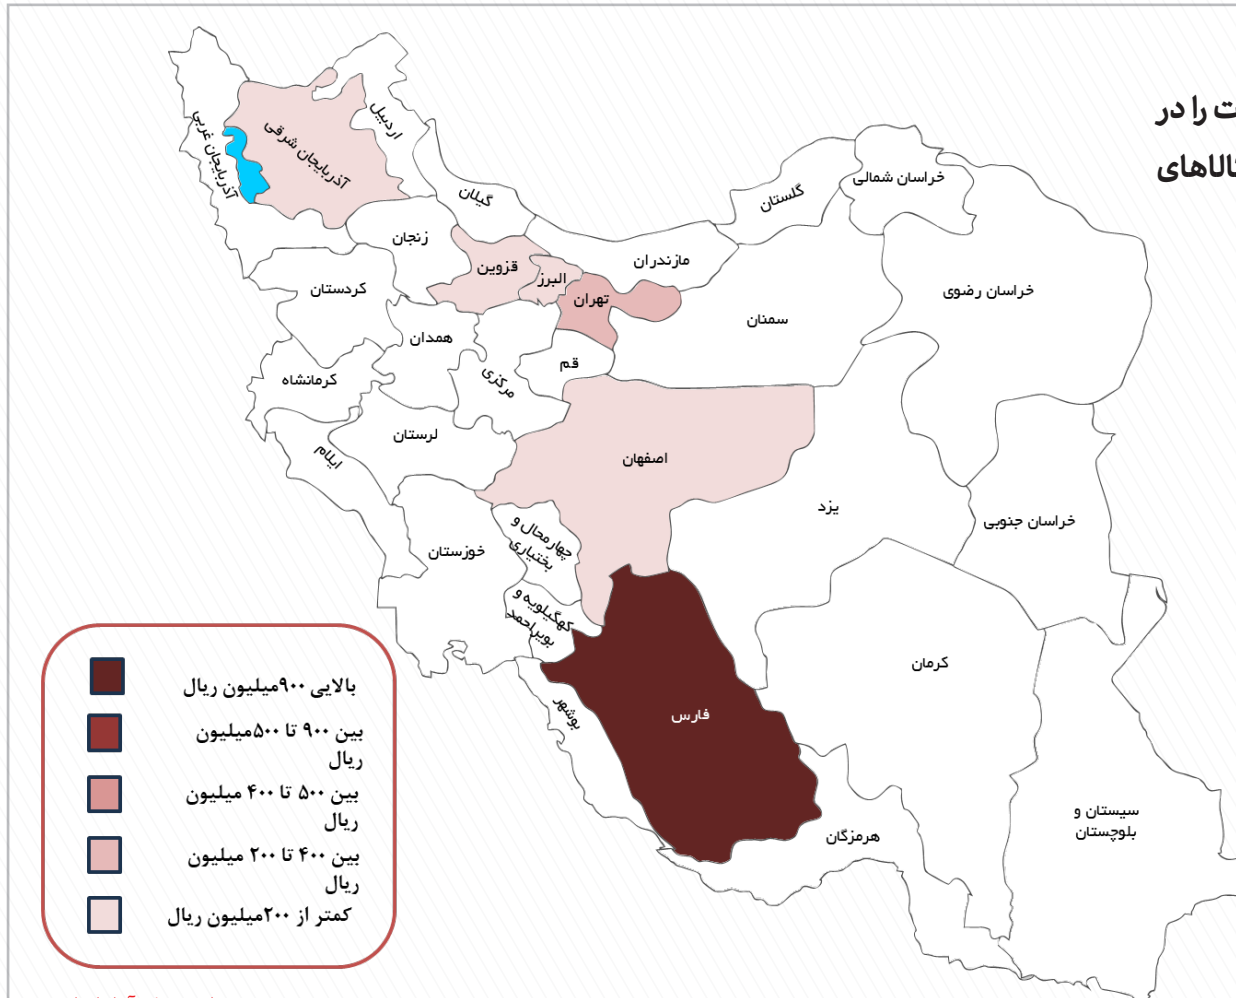 ت را در
کالاهای
اردبیل
آذربایجان شرقی
آذربایجان غربی
گیلان
گلستان
خراسان شمالی
زنجان
قزوین
البرز
تهران
مازندران
سمنان
خراسان رضوی
کردستان
همدان
قم
مرکزی
کرمانشاه
لرستان
ایلام
اصفهان
یزد
خراسان جنوبی
خوزستان
چهارمحال و
بختیاری
کهگیلویه و
بویراحمد
فارس
کرمان
بوشهر
هرمزگان
سیستان و
بلوچستان
بالایی ۹۰۰میلیون ریال
بین ۹۰۰ تا ۵۰۰میلیون
ریال
بین ۵۰۰ تا ۴۰۰ میلیون
ریال
بین ۴۰۰ تا ۲۰۰ میلیون
ریال
کمتر از ۲۰۰میلیون ریال